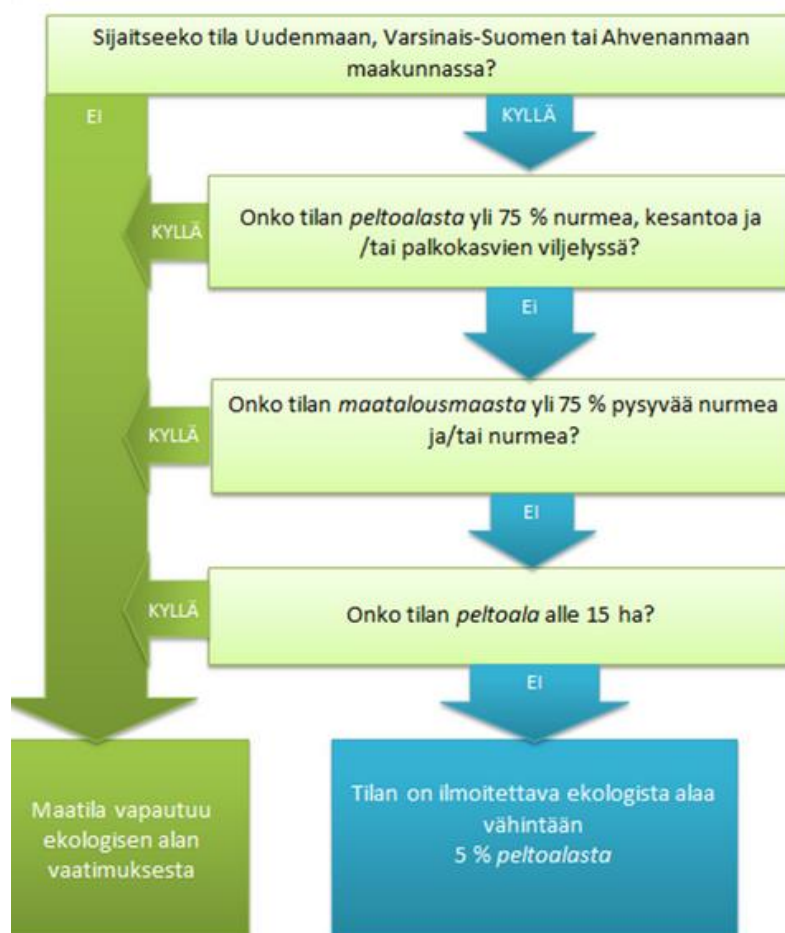 Sijaitseeko tila Uudenmaan, Varsinais-Suomen tai Ahvenanmaan
maakunnassa?
EI
KYLLÄ
KYLLÄ
Onko tilan peltoalasta yli 75 % nurmea, kesantoa ja
/tai palkokasvien viljelyssä?
Ei
KYLLÄ
Onko tilan maatalousmaasta yli 75 % pysyvää nurmea
ja/tai nurmea?
EI
KYLLÄ
Onko tilan peltoala alle 15 ha?
EI
Maatila vapautuu
ekologisen alan
vaatimuksesta
Tilan on ilmoitettava ekologista alaa
vähintään
5 % peltoalasta